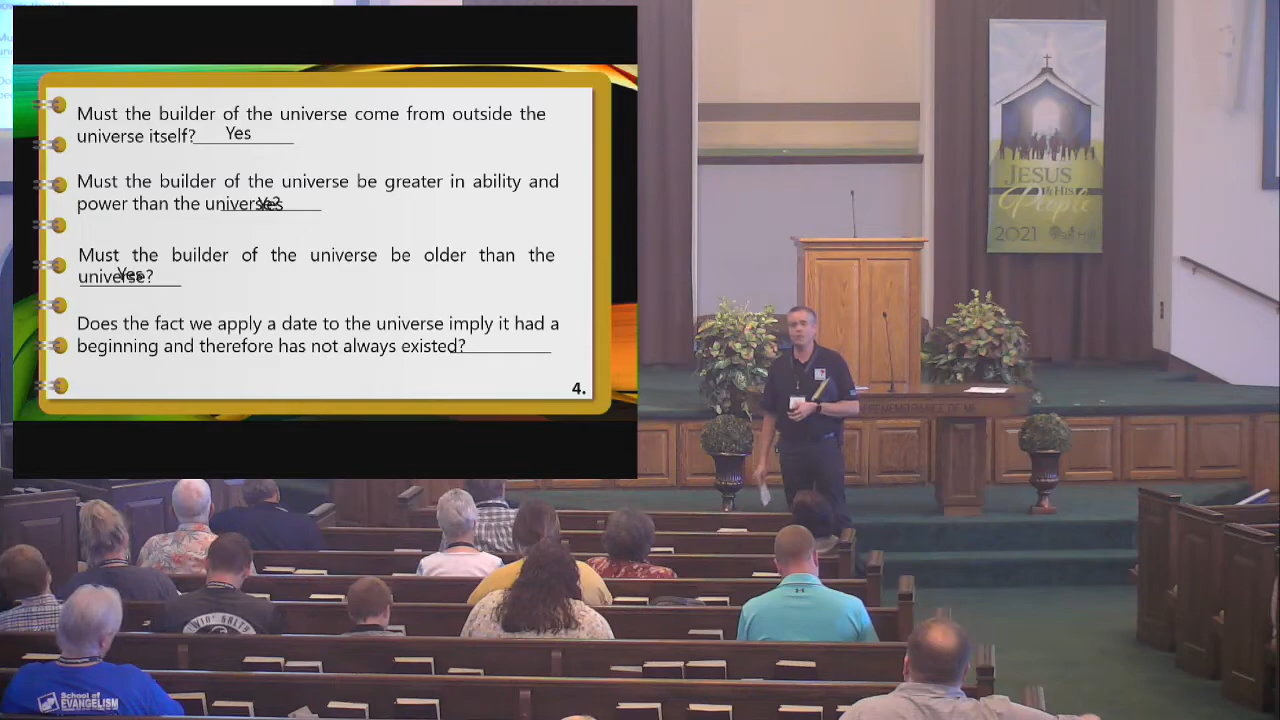 Must the builder of the universe come from outside the
universe itself? Yes
Must the builder of the universe be greater in ability and
power than the universe? Yes
Must the builder of the universe be older than the
universe? Yes
Does the fact we apply a date to the universe imply it had a
beginning and therefore has not always existed?
4.
JESUS
& HIS
People
2021
REMEMBRANCE OF ME
School of
EVANGELISM